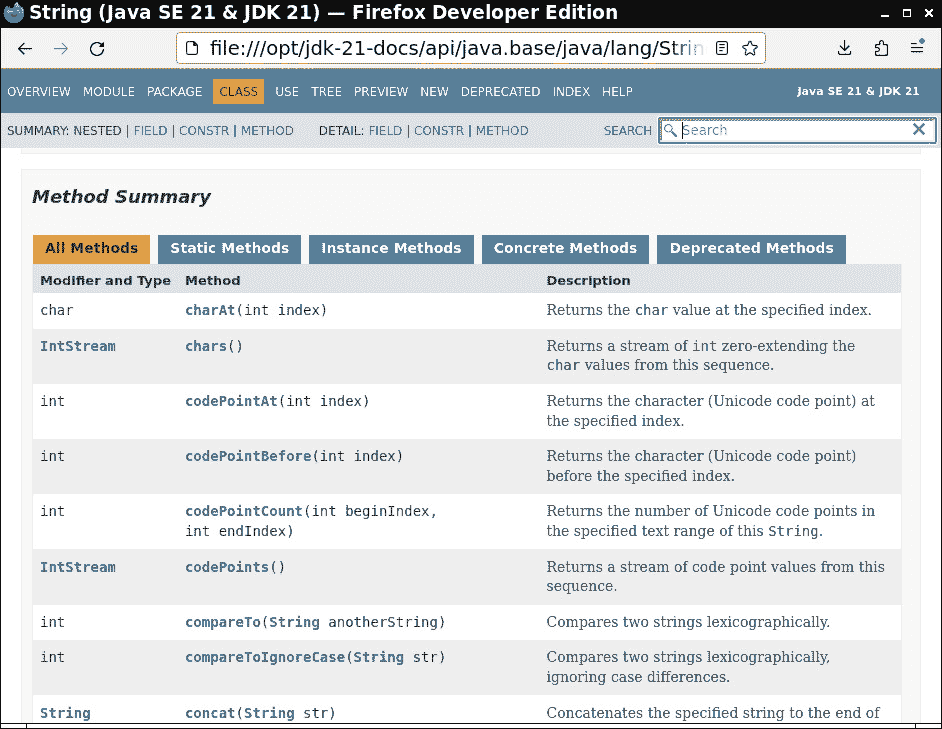 String (Java SE 21 & JDK 21) — Firefox Developer Edition
file:///opt/jdk-21-docs/api/java.base/java/lang/Strin
OVERVIEW MODULE PACKAGE CLASS USE TREE PREVIEW NEW DEPRECATED INDEX HELP Java SE 21 & JDK 21
SUMMARY: NESTED | FIELD | CONSTR | METHOD DETAIL: FIELD | CONSTR | METHOD SEARCH Search
Method Summary
All Methods Static Methods Instance Methods Concrete Methods Deprecated Methods
Modifier and Type Method Description
char charAt(int index) Returns the char value at the specified index.
IntStream chars() Returns a stream of int zero-extending the
char values from this sequence.
int codePointAt(int index) Returns the character (Unicode code point) at
the specified index.
int codePointBefore(int index) Returns the character (Unicode code point)
before the specified index.
int codePointCount(int beginIndex, Returns the number of Unicode code points in
int endIndex) the specified text range of this String.
IntStream codePoints() Returns a stream of code point values from this
sequence.
int compareTo(String anotherString) Compares two strings lexicographically.
int compareToIgnoreCase(String str) Compares two strings lexicographically,
ignoring case differences.
String concat(String str) Concatenates the specified string to the end of